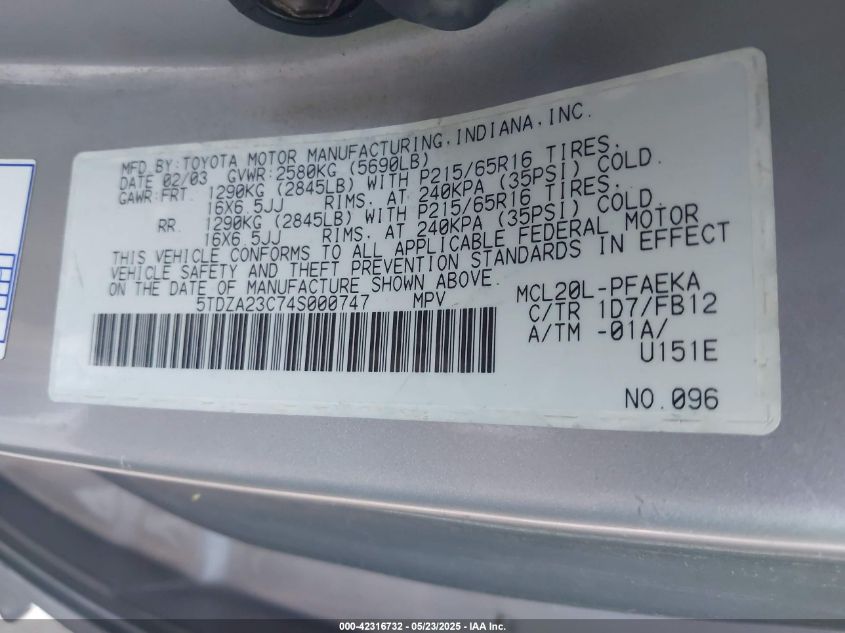 MFD.BY:TOYOTA MOTOR MANUFACTURING,INDIANA,INC.
DATE 02/03 GVWR:2580KG (5690LB)
GAWR:FRT 1290KG (2845LB) WITH P215/65R16 TIRES,
16X6.5JJ RIMS, AT 240KPA (35PSI) COLD.
RR. 1290KG (2845LB) WITH P215/65R16 TIRES,
16X6.5JJ RIMS, AT 240KPA (35PSI) COLD.
THIS VEHICLE CONFORMS TO ALL APPLICABLE FEDERAL MOTOR
VEHICLE SAFETY AND THEFT PREVENTION STANDARDS IN EFFECT
ON THE DATE OF MANUFACTURE SHOWN ABOVE.
5TDZA23C74S000747 MPV MCL20L-PFAEKA
C/TR 1D7/FB12
A/TM -01A/
U151E
NO.096
000-42316732 - 05/23/2025 - IAA Inc.